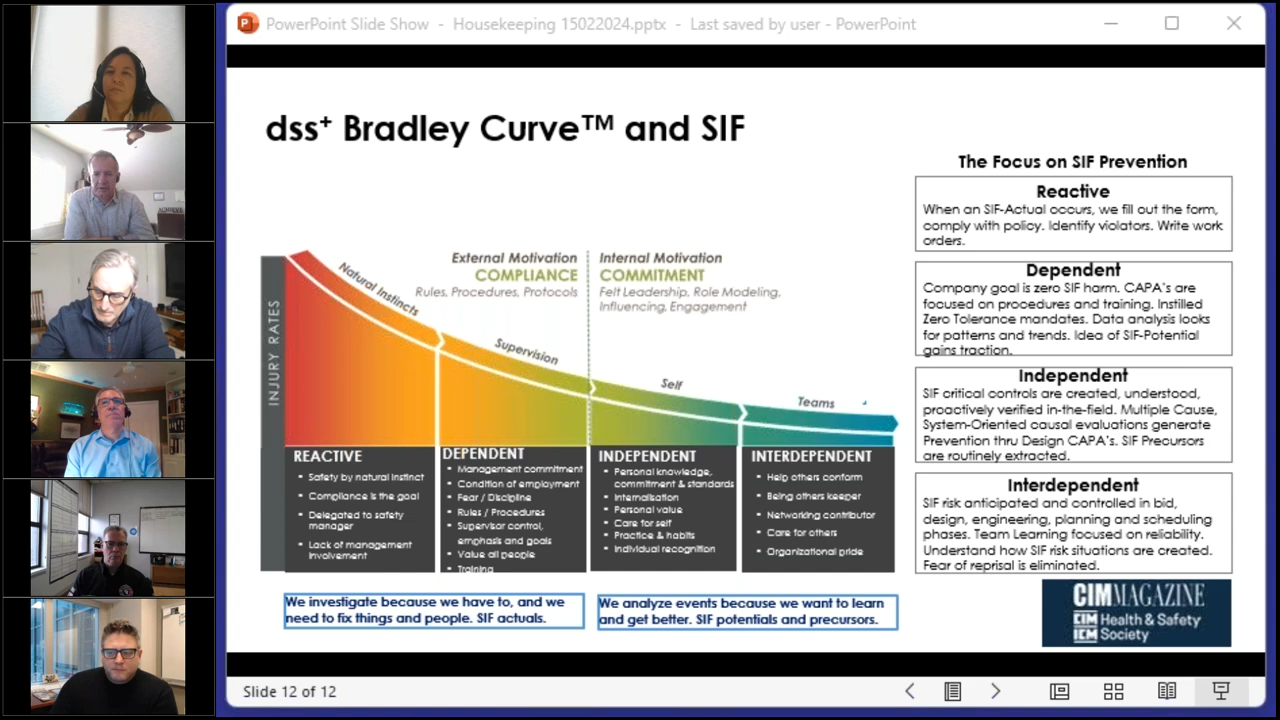 PowerPoint Slide Show - Housekeeping 15022024.pptx - Last saved by user - PowerPoint
dss+ Bradley Curve™ and SIF
INJURY RATES
Natural Instincts
Supervision
Self
Teams
External Motivation
COMPLIANCE
Rules, Procedures, Protocols
Internal Motivation
COMMITMENT
Felt Leadership, Role Modeling,
Influencing, Engagement
REACTIVE
▪ Safety by natural instinct
▪ Compliance is the goal
▪ Delegated to safety
manager
▪ Lack of management
involvement
DEPENDENT
▪ Management commitment
▪ Condition of employment
▪ Fear / Discipline
▪ Rules / Procedures
▪ Supervisor control,
emphasis and goals
▪ Value all people
▪ Training
INDEPENDENT
▪ Personal knowledge,
commitment & standards
▪ Internalisation
▪ Personal value
▪ Care for self
▪ Practice & habits
▪ Individual recognition
INTERDEPENDENT
▪ Help others conform
▪ Being others keeper
▪ Networking contributor
▪ Care for others
▪ Organizational pride
We investigate because we have to, and we
need to fix things and people. SIF actuals.
We analyze events because we want to learn
and get better. SIF potentials and precursors.
The Focus on SIF Prevention
Reactive
When an SIF-Actual occurs, we fill out the form,
comply with policy. Identify violators. Write work
orders.
Dependent
Company goal is zero SIF harm. CAPA's are
focused on procedures and training. Instilled
Zero Tolerance mandates. Data analysis looks
for patterns and trends. Idea of SIF-Potential
gains traction.
Independent
SIF critical controls are created, understood,
proactively verified in-the-field. Multiple Cause,
System-Oriented causal evaluations generate
Prevention thru Design CAPA's. SIF Precursors
are routinely extracted.
Interdependent
SIF risk anticipated and controlled in bid,
design, engineering, planning and scheduling
phases. Team Learning focused on reliability.
Understand how SIF risk situations are created.
Fear of reprisal is eliminated.
CIM MAGAZINE
CIM Health & Safety
ICM Society
Slide 12 of 12